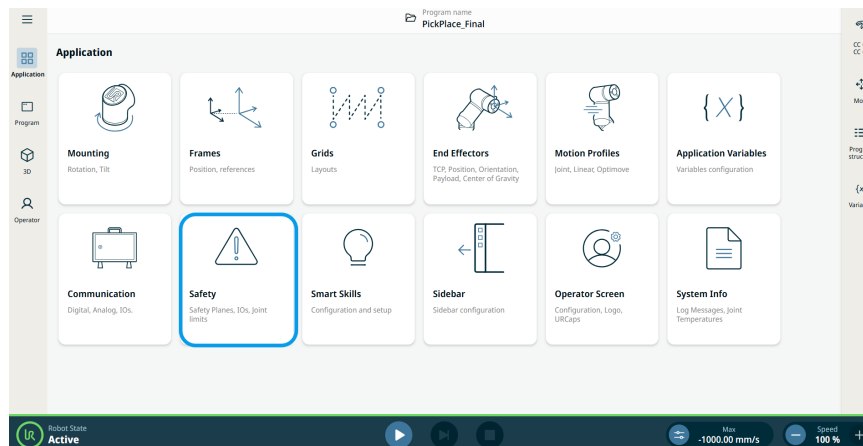 Program name
PickPlace_Final
Application
Application
Program
3D
Operator
Mounting
Rotation, Tilt
Frames
Position, references
Grids
Layouts
End Effectors
TCP, Position, Orientation,
Payload, Center of Gravity
Motion Profiles
Joint, Linear, Optimove
{X}
Application Variables
Variables configuration
Communication
Digital, Analog, IOs.
Safety
Safety Planes, IOs, Joint
limits
Smart Skills
Configuration and setup
Sidebar
Sidebar configuration
Operator Screen
Configuration, Logo,
URCaps
System Info
Log Messages, Joint
Temperatures
CC
CC
UR
Robot State
Active
Max
-1000.00 mm/s
Speed
100 %